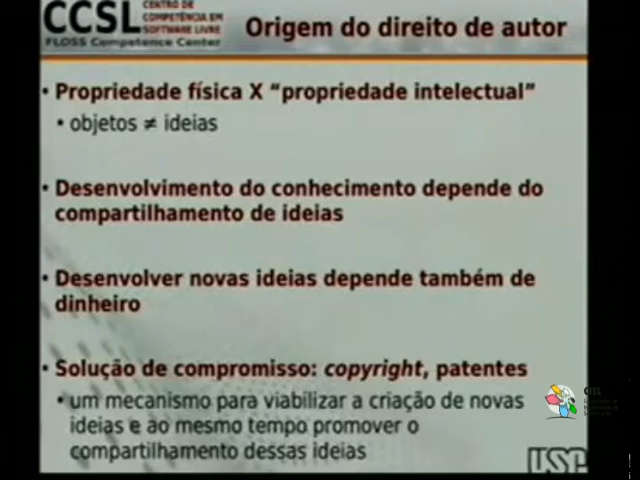 CCSL
CENTRO DE
COMPETÊNCIA EM
SOFTWARE LIVRE
FLOSS Competence Center
Origem do direito de autor
• Propriedade física X “propriedade intelectual”
• objetos ≠ ideias
• Desenvolvimento do conhecimento depende do
compartilhamento de ideias
• Desenvolver novas ideias depende também de
dinheiro
• Solução de compromisso: copyright, patentes
• um mecanismo para viabilizar a criação de novas
ideias e ao mesmo tempo promover o
compartilhamento dessas ideias
USP